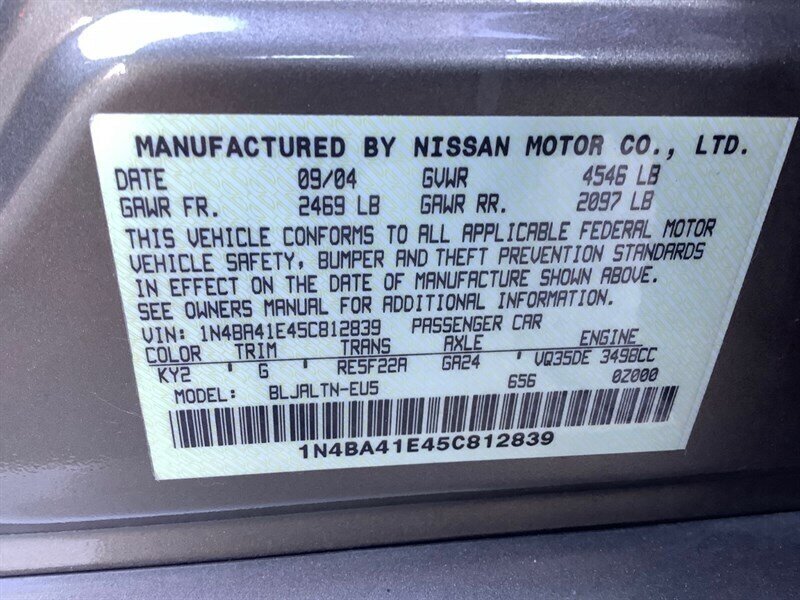 MANUFACTURED BY NISSAN MOTOR CO., LTD.
DATE 09/04 GVWR 4546 LB
GAWR FR. 2469 LB GAWR RR. 2097 LB
THIS VEHICLE CONFORMS TO ALL APPLICABLE FEDERAL MOTOR
VEHICLE SAFETY, BUMPER AND THEFT PREVENTION STANDARDS
IN EFFECT ON THE DATE OF MANUFACTURE SHOWN ABOVE.
SEE OWNERS MANUAL FOR ADDITIONAL INFORMATION.
VIN: 1N4BA41E45C812839 PASSENGER CAR
COLOR TRIM TRANS AXLE ENGINE
KY2 G RE5F22A GA24 VQ35DE 3498CC
MODEL: BLJALTN-EU5 656 0Z000
1N4BA41E45C812839